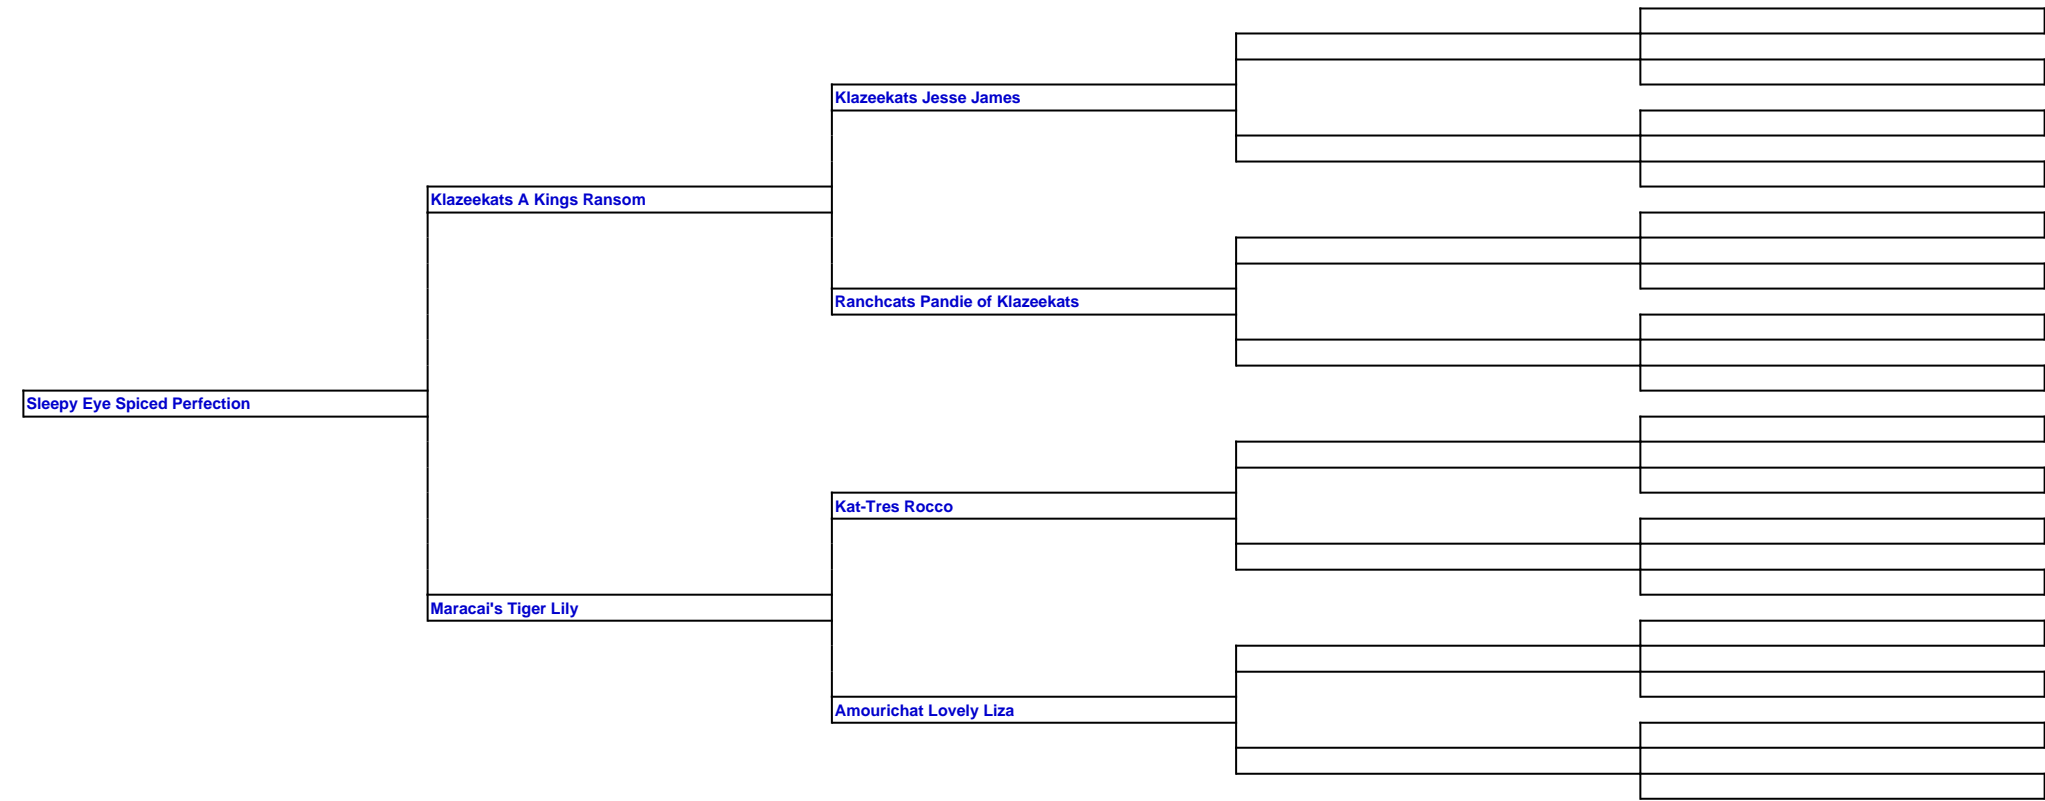 Klazeekats Jesse James
Klazeekats A Kings Ransom
Ranchcats Pandie of Klazeekats
Sleepy Eye Spiced Perfection
Kat-Tres Rocco
Maracai's Tiger Lily
Amourichat Lovely Liza